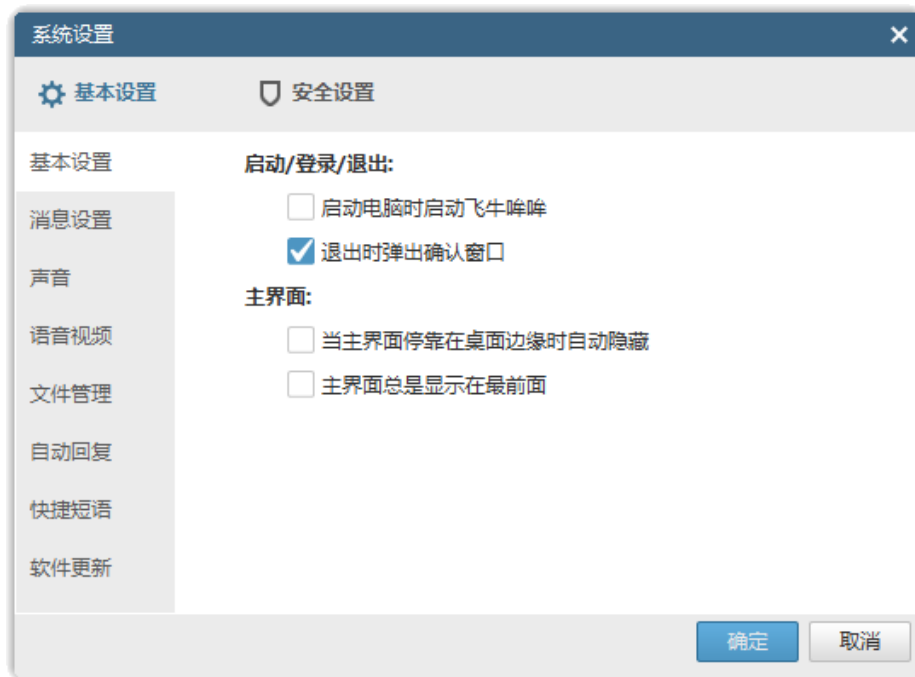 系统设置
基本设置
安全设置
基本设置
消息设置
声音
语音视频
文件管理
自动回复
快捷短语
软件更新
启动/登录/退出:
启动电脑时启动飞牛哞哞
退出时弹出确认窗口
主界面:
当主界面停靠在桌面边缘时自动隐藏
主界面总是显示在最前面
确定
取消